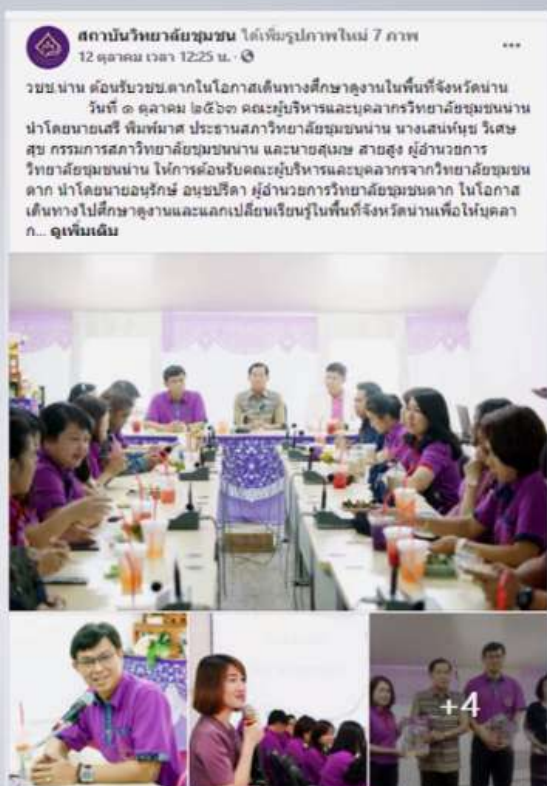 สถาบันวิทยาลัยชุมชน ได้เพิ่มรูปภาพใหม่ 7 ภาพ
12 ตุลาคม เวลา 12:25 น. ·
วชช.น่าน ต้อนรับวชช.ตากในโอกาสเดินทางศึกษาดูงานในพื้นที่จังหวัดน่าน
วันที่ ๑ ตุลาคม ๒๕๖๓ คณะผู้บริหารและบุคลากรวิทยาลัยชุมชนน่าน
นำโดยนายเสรี พิมพ์มาศ ประธานสภาวิทยาลัยชุมชนน่าน นางเสน่ห์นุช วิเศษ
สุข กรรมการสภาวิทยาลัยชุมชนน่าน และนายสุเมษ สายสูง ผู้อำนวยการ
วิทยาลัยชุมชนน่าน ให้การต้อนรับคณะผู้บริหารและบุคลากรจากวิทยาลัยชุมชน
ตาก นำโดยนายอนุรักษ์ อนุชปรีดา ผู้อำนวยการวิทยาลัยชุมชนตาก ในโอกาส
เดินทางไปศึกษาดูงานและแลกเปลี่ยนเรียนรู้ในพื้นที่จังหวัดน่านเพื่อให้บุคลา
ก... ดูเพิ่มเติม
+4